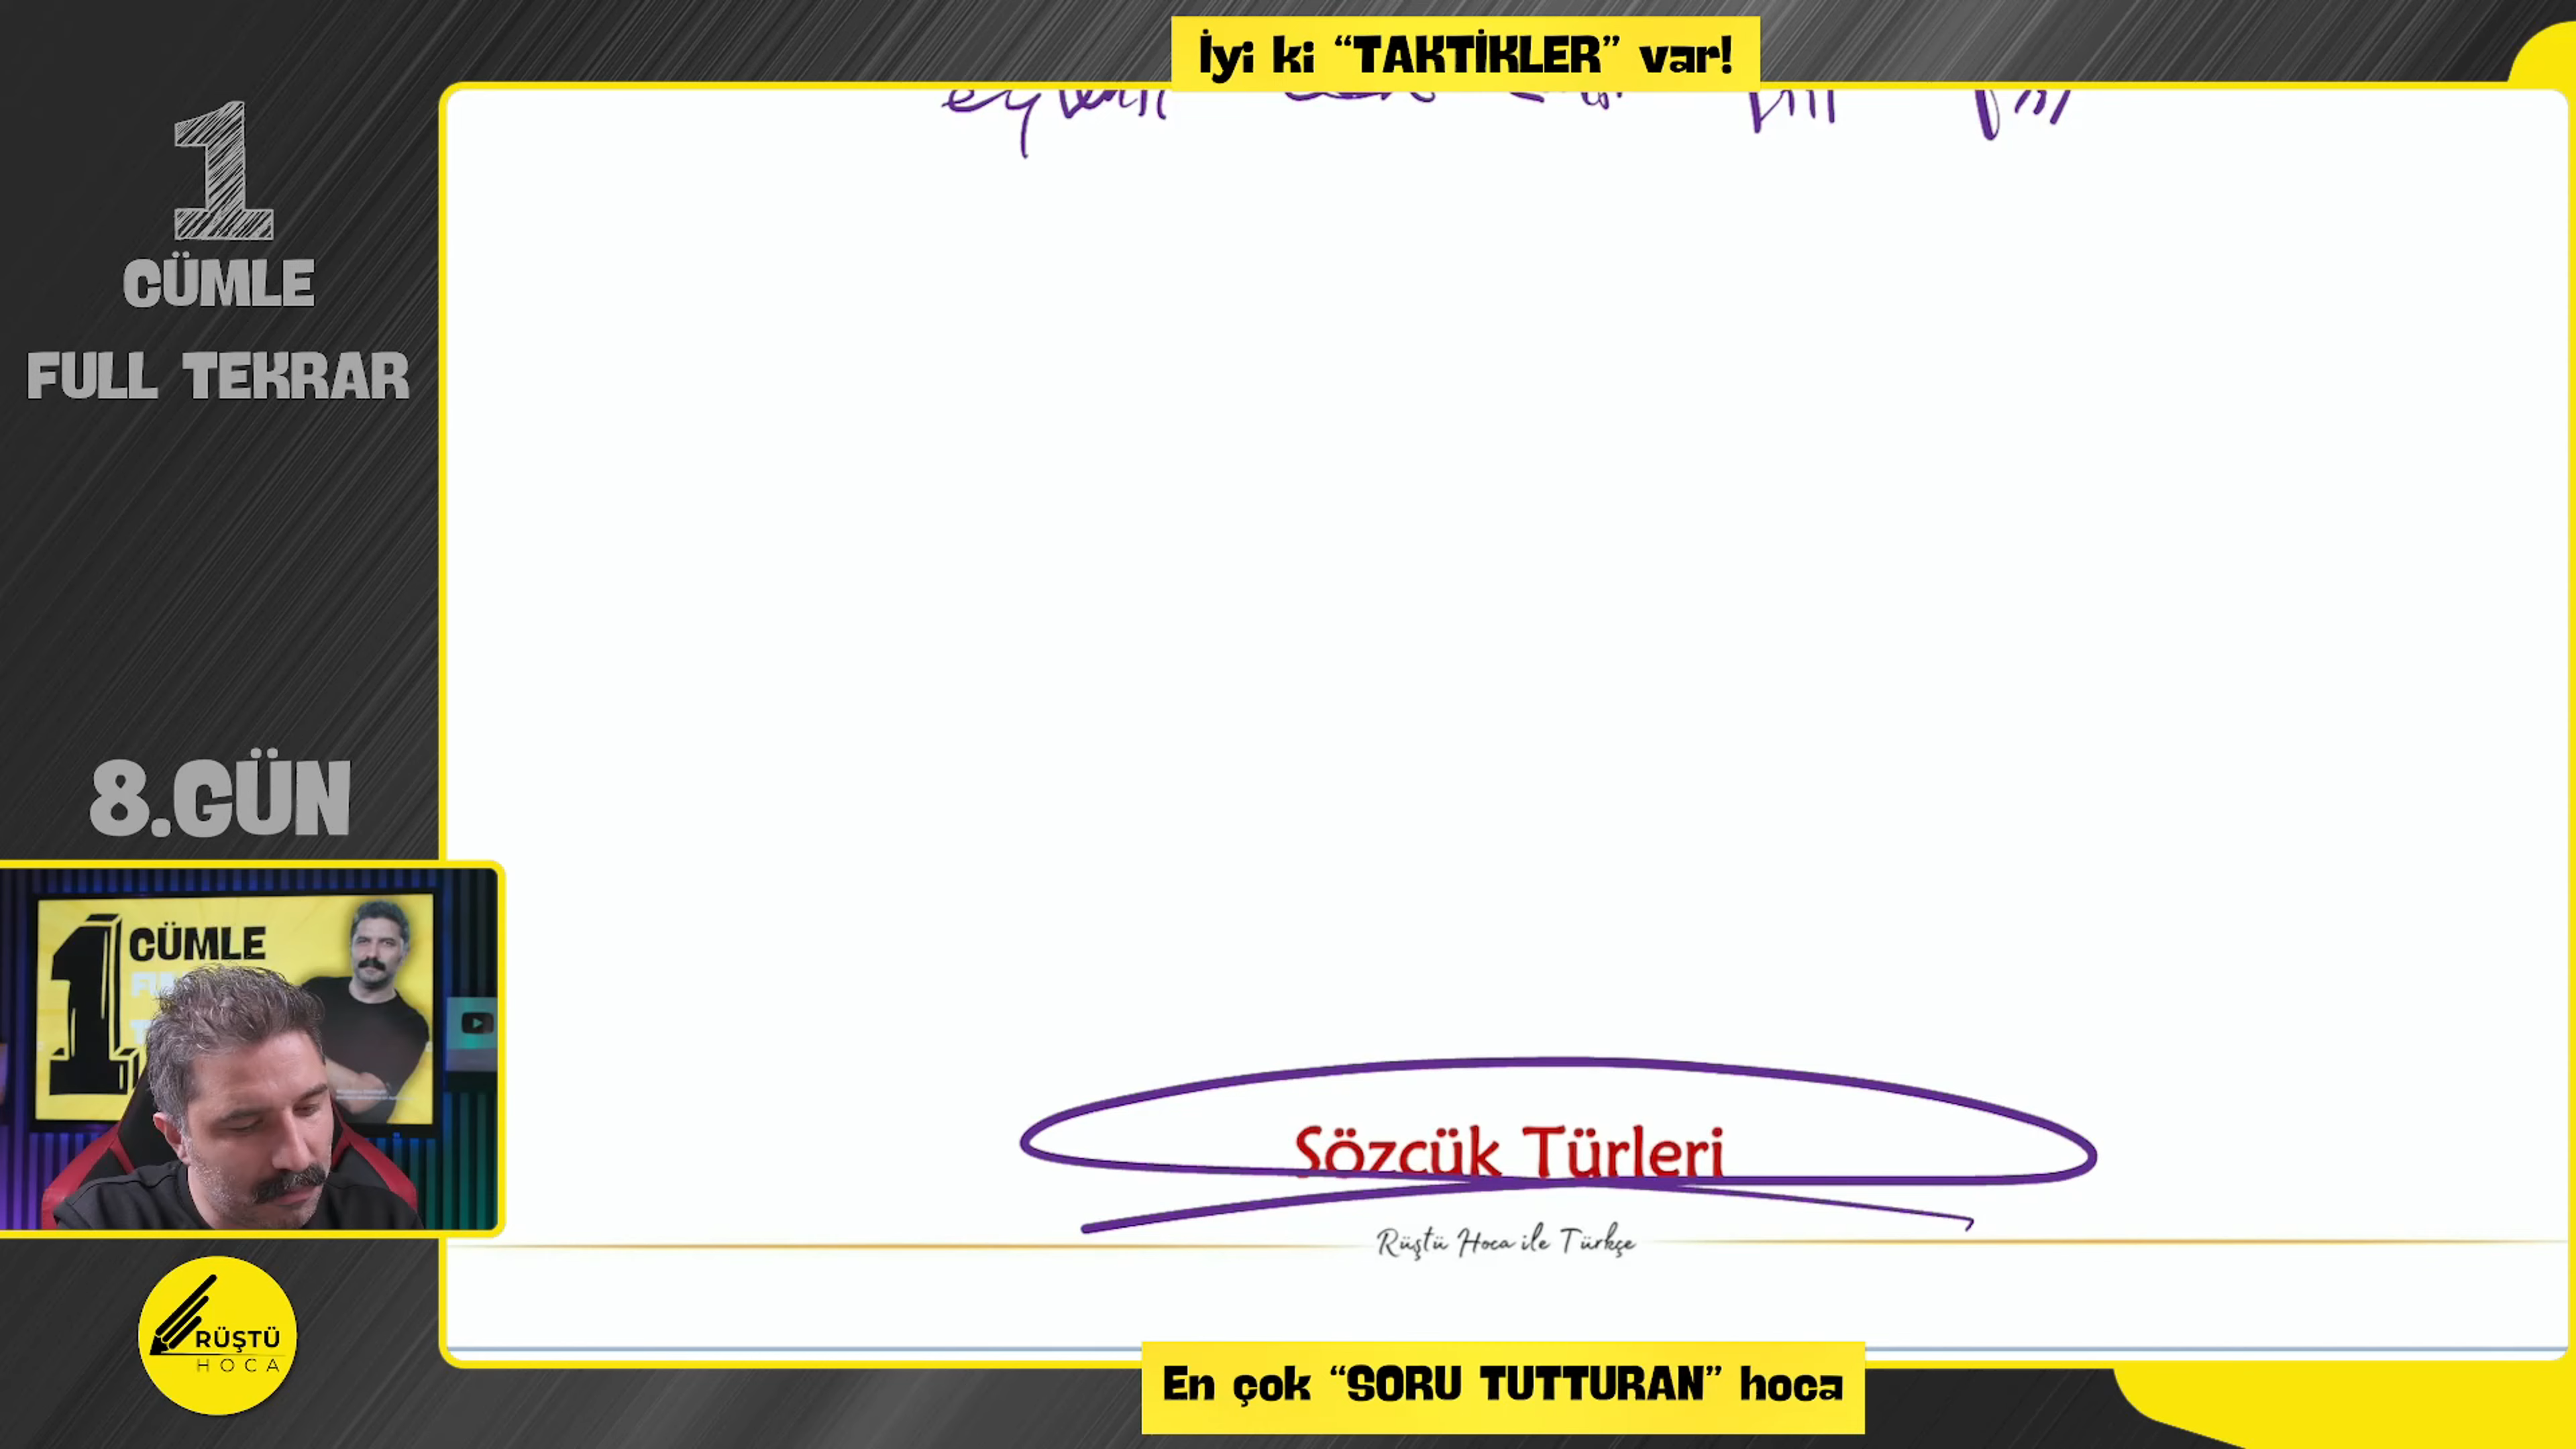 İyi ki “TAKTİKLER” var!
1
CÜMLE
FULL TEKRAR
8.GÜN
1
CÜMLE
Sözcük Türleri
Rüştü Hoca ile Türkçe
RÜŞTÜ
HOCA
En çok “SORU TUTTURAN” hoca